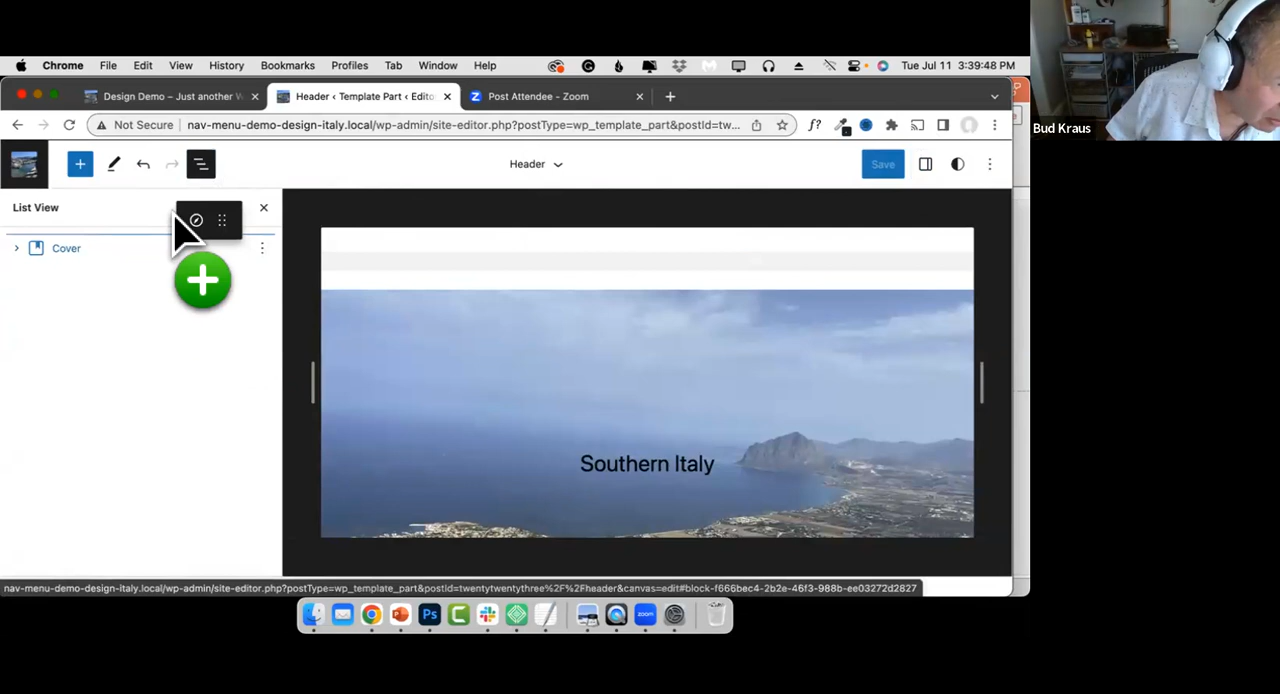 Chrome File Edit View History Bookmarks Profiles Tab Window Help Tue Jul 11 3:39:48 PM
Design Demo – Just another W
Header ‹ Template Part ‹ Edito
Post Attendee - Zoom
Not Secure nav-menu-demo-design-italy.local/wp-admin/site-editor.php?postType=wp_template_part&postId=tw...
f?
Bud Kraus
Header
Save
List View
Cover
Southern Italy
nav-menu-demo-design-italy.local/wp-admin/site-editor.php?postType=wp_template_part&postId=twentytwentythree%2F%2Fheader&canvas=edit#block-f666bec4-2b2e-46f3-988b-ee03272d2827
Ps
zoom